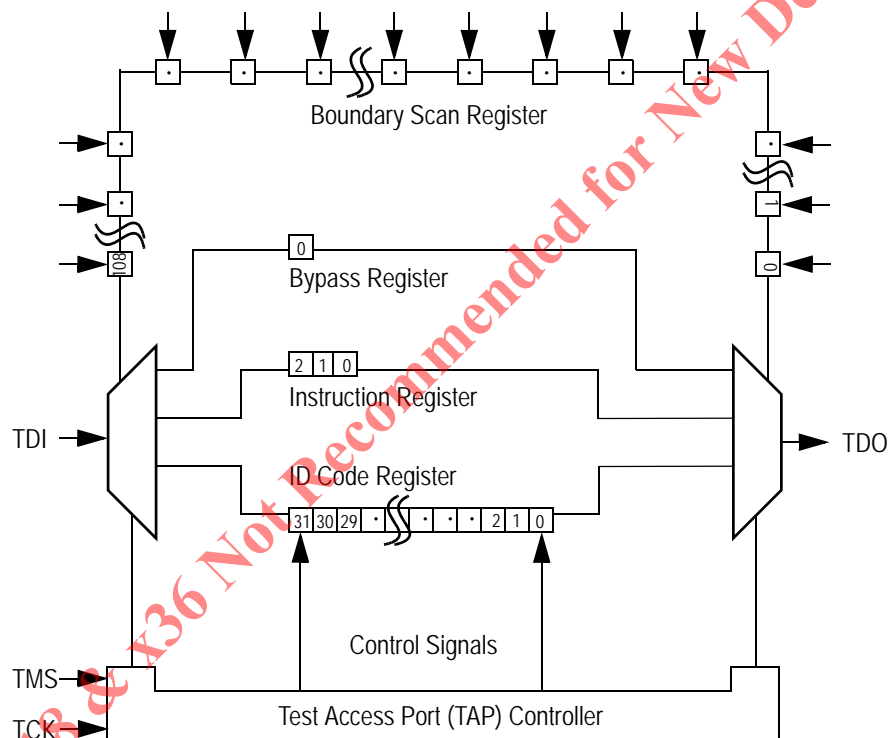 Boundary Scan Register
108
1
0
0
Bypass Register
2 1 0
Instruction Register
TDI
TDO
ID Code Register
31 30 29 · · · · 2 1 0
Control Signals
TMS
TCK
Test Access Port (TAP) Controller
8 & x36 Not Recommended for New De